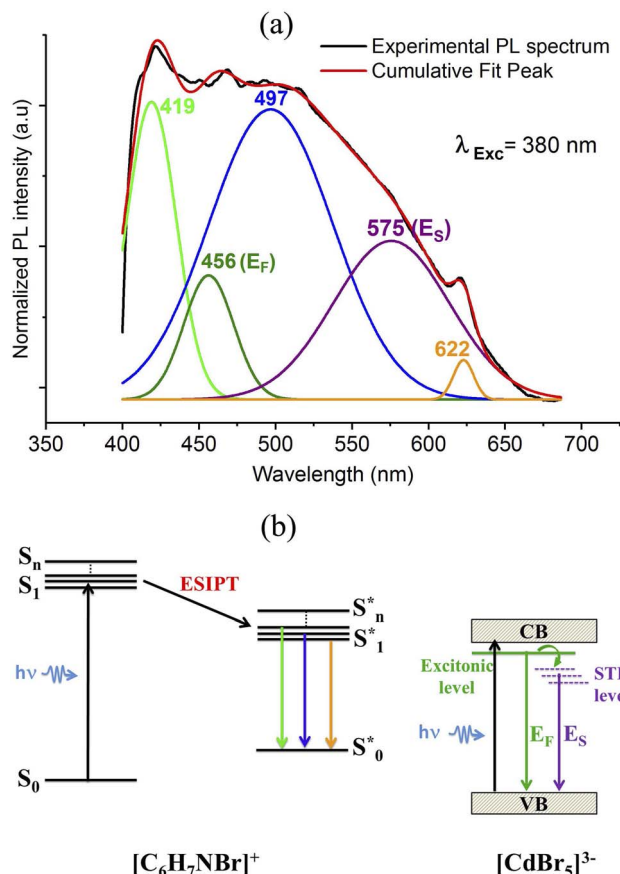 (a)
Experimental PL spectrum
Cumulative Fit Peak
419
497
λ Exc= 380 nm
575 (ES)
456 (EF)
622
Normalized PL intensity (a.u)
350 400 450 500 550 600 650 700
Wavelength (nm)
(b)
Sn
S1
ESIPT
S*n
S*1
CB
Excitonic
level
hν
hν
EF
ES
S0
S*0
VB
[C6H7NBr]+
[CdBr5]3-